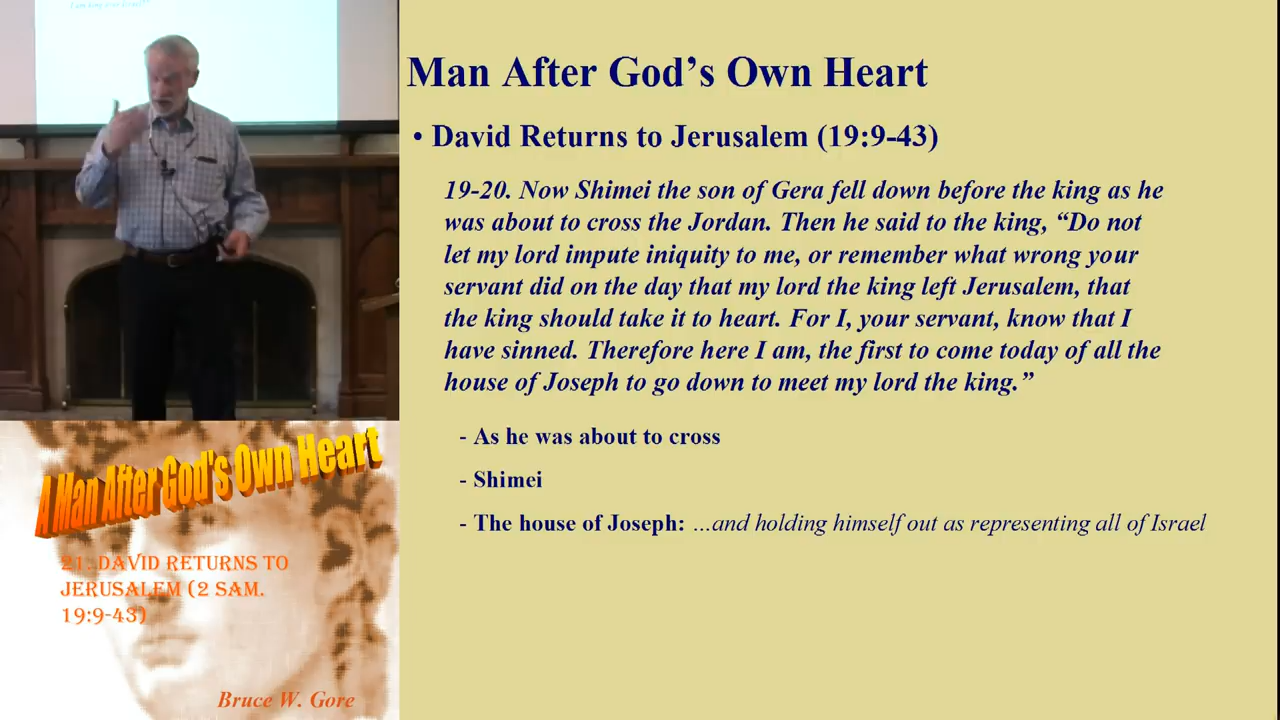 Man After God’s Own Heart
• David Returns to Jerusalem (19:9-43)
19-20. Now Shimei the son of Gera fell down before the king as he
was about to cross the Jordan. Then he said to the king, “Do not
let my lord impute iniquity to me, or remember what wrong your
servant did on the day that my lord the king left Jerusalem, that
the king should take it to heart. For I, your servant, know that I
have sinned. Therefore here I am, the first to come today of all the
house of Joseph to go down to meet my lord the king.”
- As he was about to cross
- Shimei
- The house of Joseph: ...and holding himself out as representing all of Israel
A Man After God's Own Heart
21: DAVID RETURNS TO
JERUSALEM (2 SAM.
19:9-43)
Bruce W. Gore